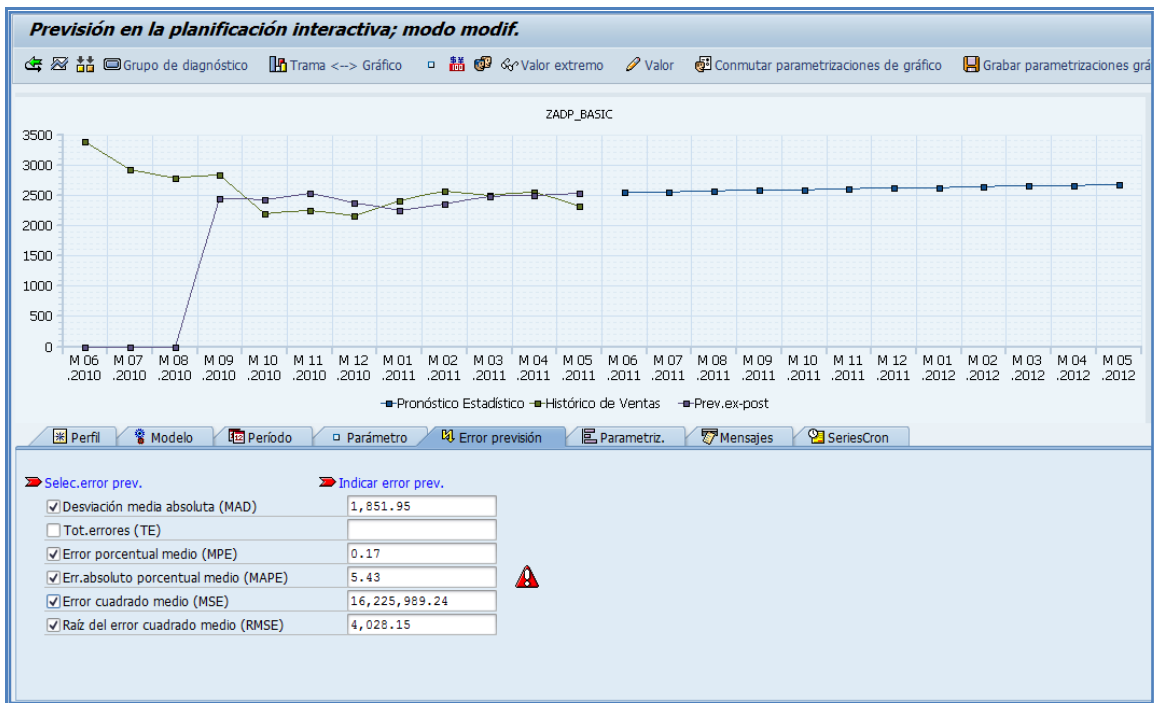 Previsión en la planificación interactiva; modo modif.
Grupo de diagnóstico Trama <--> Gráfico Valor extremo Valor Conmutar parametrizaciones de gráfico Grabar parametrizaciones grá
ZADP_BASIC
3500
3000
2500
2000
1500
1000
500
0
M 06 M 07 M 08 M 09 M 10 M 11 M 12 M 01 M 02 M 03 M 04 M 05 M 06 M 07 M 08 M 09 M 10 M 11 M 12 M 01 M 02 M 03 M 04 M 05
.2010 .2010 .2010 .2010 .2010 .2010 .2010 .2011 .2011 .2011 .2011 .2011 .2011 .2011 .2011 .2011 .2011 .2011 .2011 .2012 .2012 .2012 .2012 .2012
Pronóstico Estadístico Histórico de Ventas Prev.ex-post
Perfil Modelo Período Parámetro Error previsión Parametriz. Mensajes SeriesCron
Selec.error prev. Indicar error prev.
Desviación media absoluta (MAD) 1,851.95
Tot.errores (TE)
Error porcentual medio (MPE) 0.17
Err.absoluto porcentual medio (MAPE) 5.43
Error cuadrado medio (MSE) 16,225,989.24
Raíz del error cuadrado medio (RMSE) 4,028.15